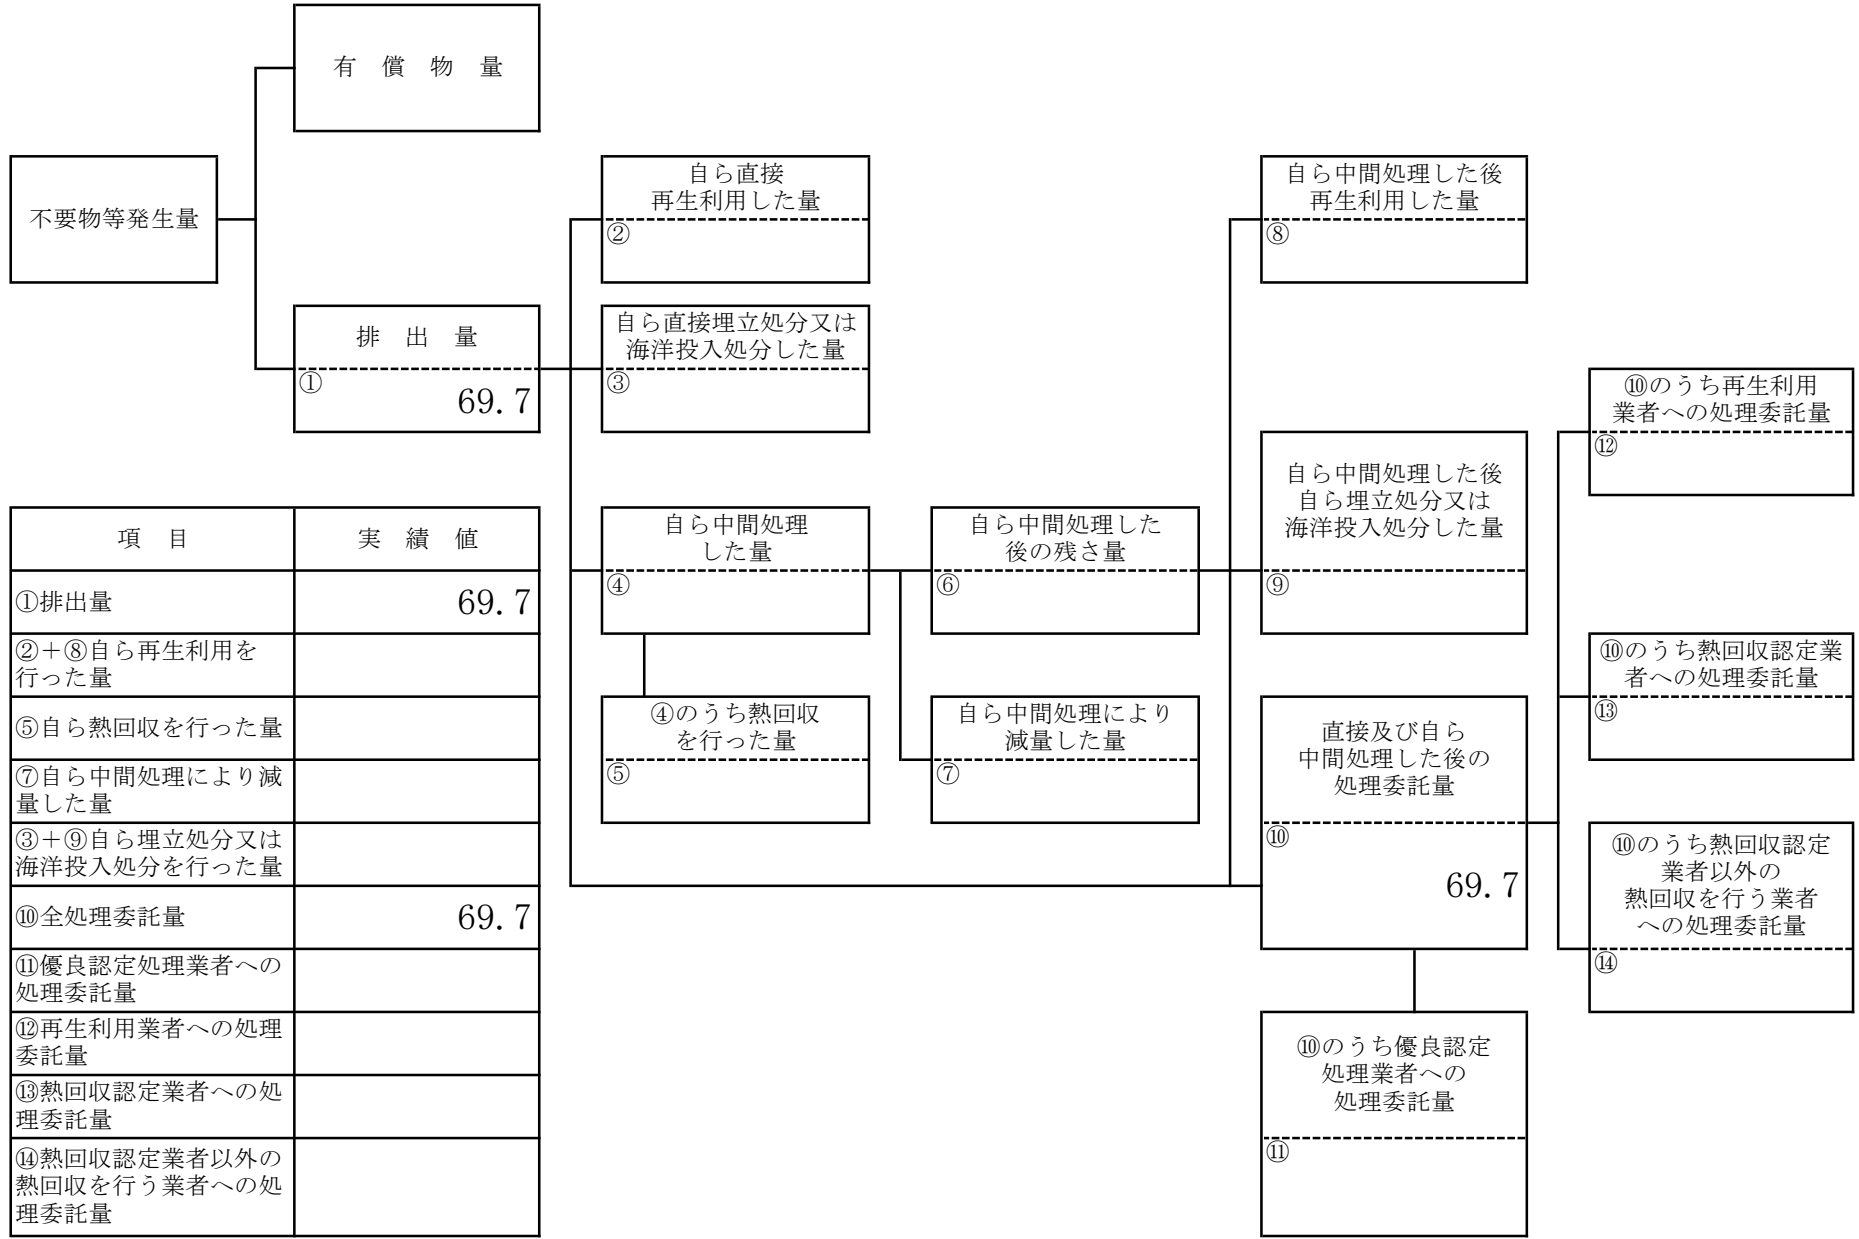 有　償　物　量
不要物等発生量
自ら直接
再生利用した量
②
自ら中間処理した後
再生利用した量
⑧
排　出　量
①
69.7
自ら直接埋立処分又は
海洋投入処分した量
③
⑩のうち再生利用
業者への処理委託量
⑫
自ら中間処理した後
自ら埋立処分又は
海洋投入処分した量
⑨
自ら中間処理
した量
④
自ら中間処理した
後の残さ量
⑥
④のうち熱回収
を行った量
⑤
自ら中間処理により
減量した量
⑦
⑩のうち熱回収認定業
者への処理委託量
⑬
直接及び自ら
中間処理した後の
処理委託量
⑩
69.7
⑩のうち熱回収認定
業者以外の
熱回収を行う業者
への処理委託量
⑭
⑩のうち優良認定
処理業者への
処理委託量
⑪
項　目　実　績　値
①排出量　69.7
②＋⑧自ら再生利用を
行った量
⑤自ら熱回収を行った量
⑦自ら中間処理により減
量した量
③＋⑨自ら埋立処分又は
海洋投入処分を行った量
⑩全処理委託量　69.7
⑪優良認定処理業者への
処理委託量
⑫再生利用業者への処理
委託量
⑬熱回収認定業者への処
理委託量
⑭熱回収認定業者以外の
熱回収を行う業者への処
理委託量